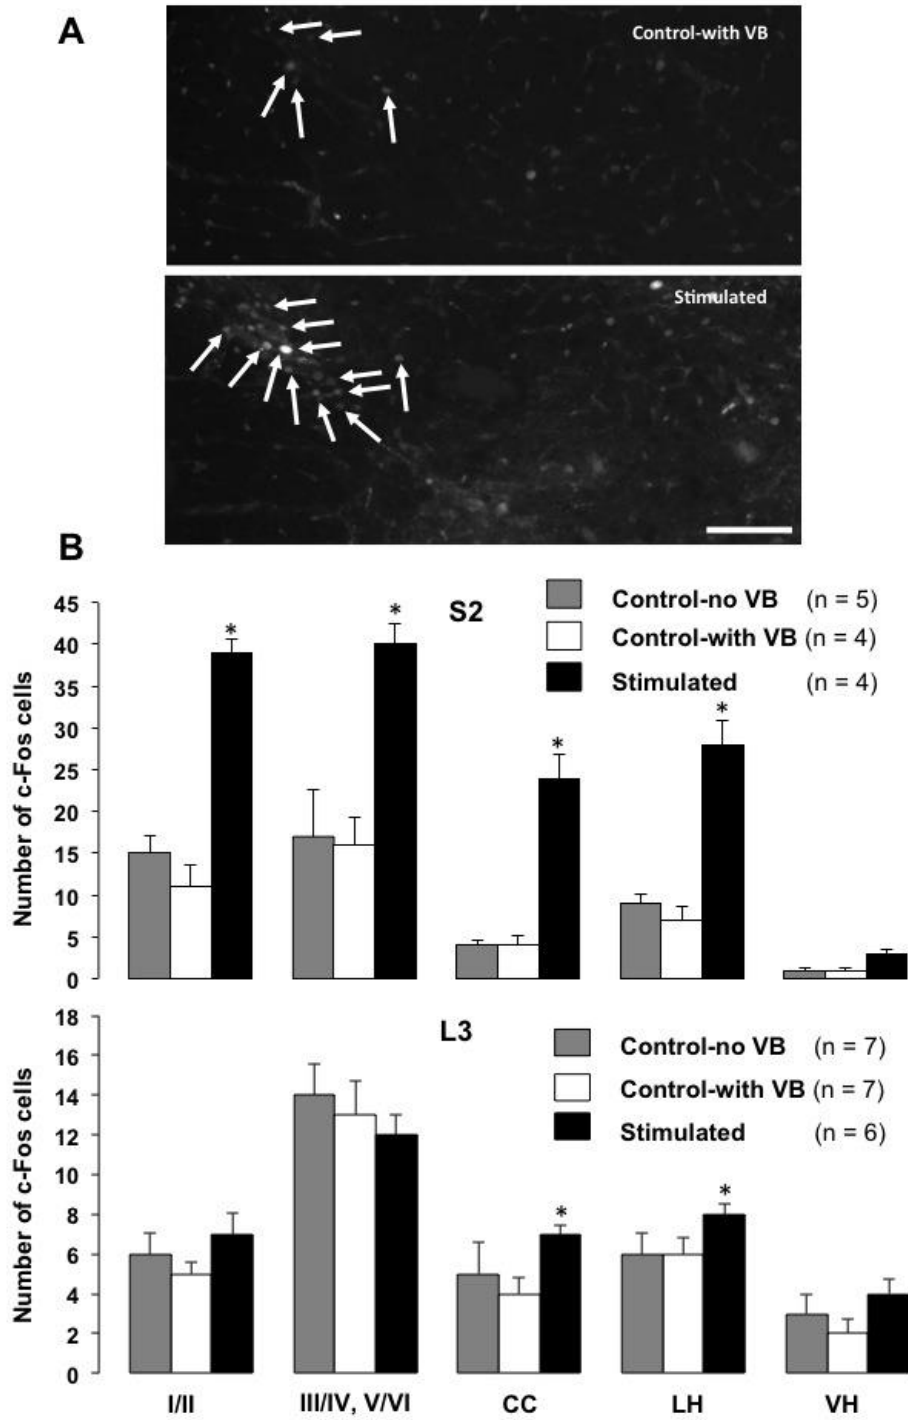 A
Control-with VB
Stimulated
B
S2
Control-no VB (n = 5)
Control-with VB (n = 4)
Stimulated (n = 4)
Number of c-Fos cells
45
40
35
30
25
20
15
10
5
0
*
*
*
*
L3
Control-no VB (n = 7)
Control-with VB (n = 7)
Stimulated (n = 6)
Number of c-Fos cells
18
16
14
12
10
8
6
4
2
0
*
*
I/II III/IV, V/VI CC LH VH